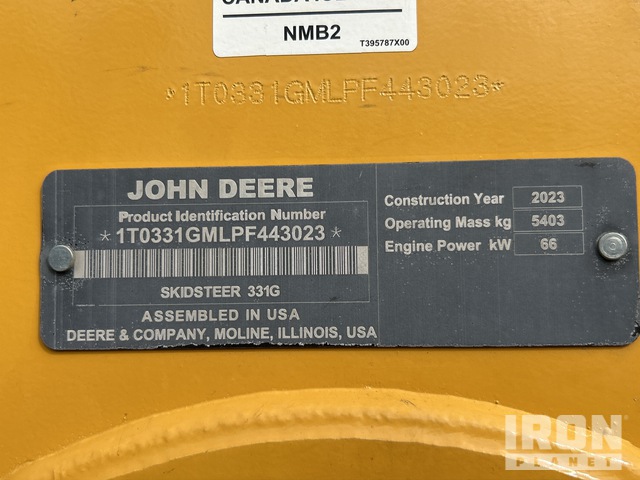 NMB2
T395787X00
*1T0331GMLPF443023*
JOHN DEERE
Product Identification Number
*1T0331GMLPF443023*
SKIDSTEER 331G
ASSEMBLED IN USA
DEERE & COMPANY, MOLINE, ILLINOIS, USA
Construction Year 2023
Operating Mass kg 5403
Engine Power kW 66
IRON
PLANET